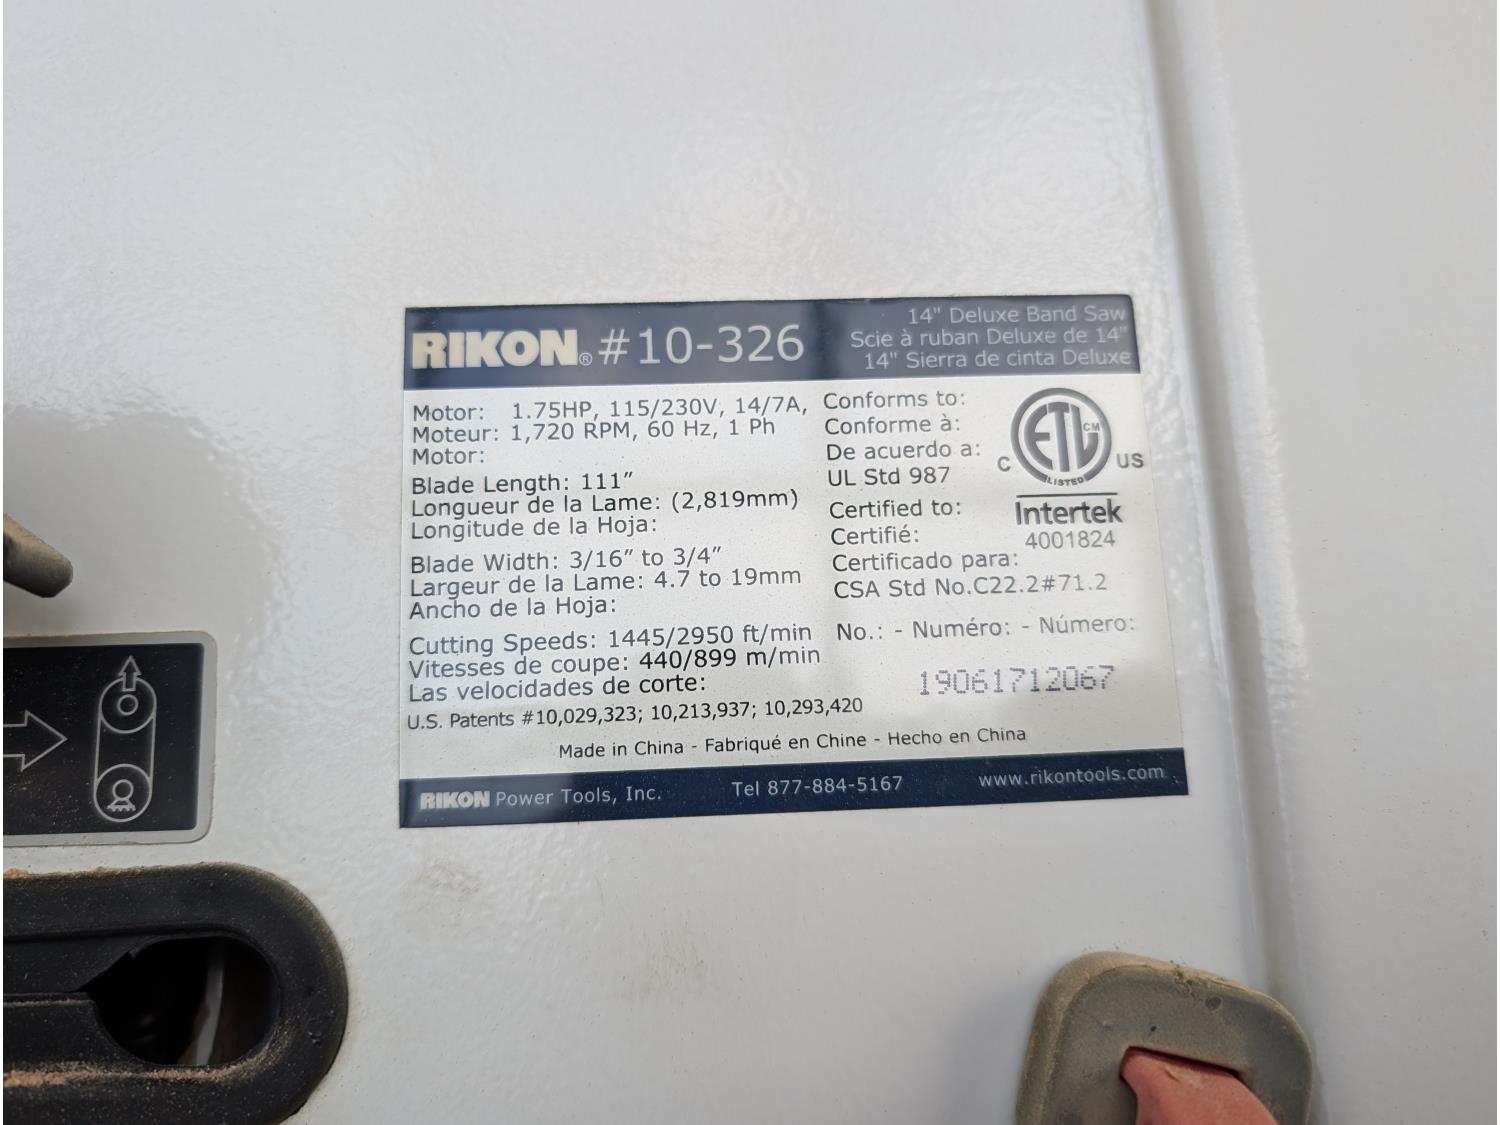 RIKON® #10-326
14" Deluxe Band Saw
Scie à ruban Deluxe de 14"
14" Sierra de cinta Deluxe
Motor: 1.75HP, 115/230V, 14/7A,
Moteur: 1,720 RPM, 60 Hz, 1 Ph
Motor:
Blade Length: 111"
Longueur de la Lame: (2,819mm)
Longitude de la Hoja:
Blade Width: 3/16" to 3/4"
Largeur de la Lame: 4.7 to 19mm
Ancho de la Hoja:
Cutting Speeds: 1445/2950 ft/min
Vitesses de coupe: 440/899 m/min
Las velocidades de corte:
Conforms to:
Conforme à:
De acuerdo a:
UL Std 987
C ETL CM US
LISTED
Intertek
4001824
Certified to:
Certifié:
Certificado para:
CSA Std No.C22.2#71.2
No.: - Numéro: - Número:
19061712067
U.S. Patents #10,029,323; 10,213,937; 10,293,420
Made in China - Fabriqué en Chine - Hecho en China
RIKON Power Tools, Inc. Tel 877-884-5167 www.rikontools.com